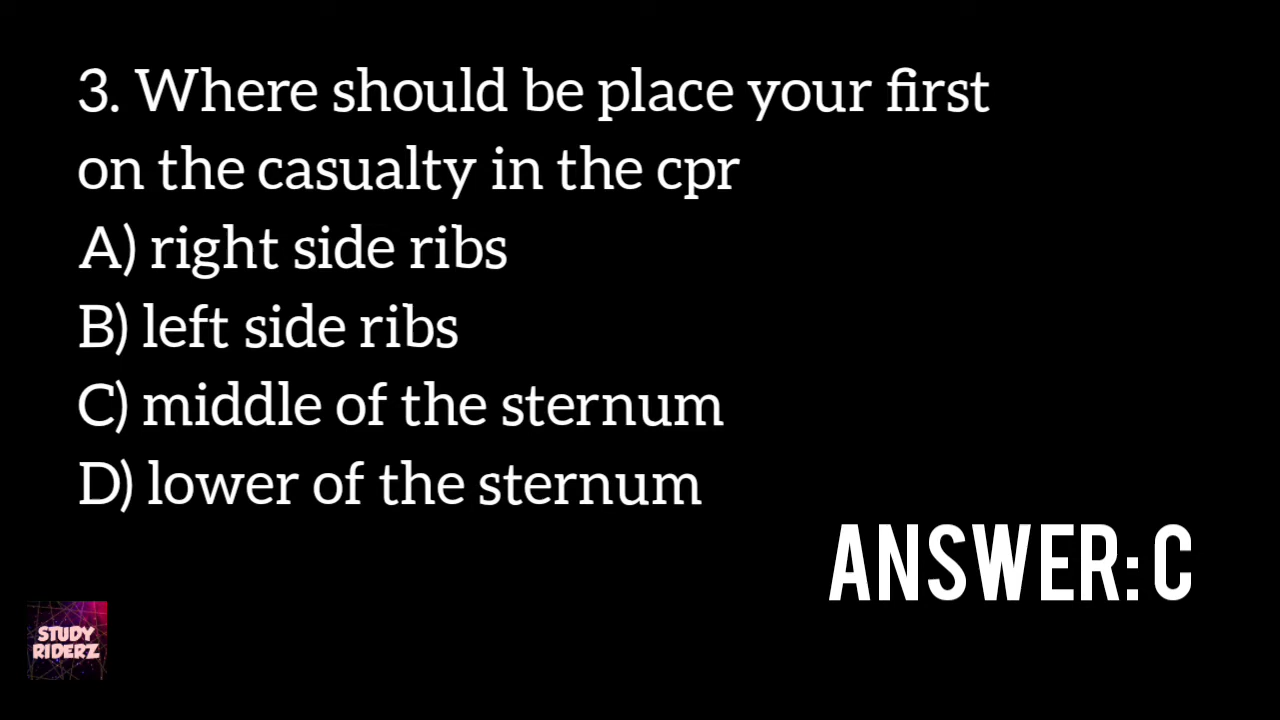 3. Where should be place your first
on the casualty in the cpr
A) right side ribs
B) left side ribs
C) middle of the sternum
D) lower of the sternum
ANSWER: C
STUDY
RIDERZ